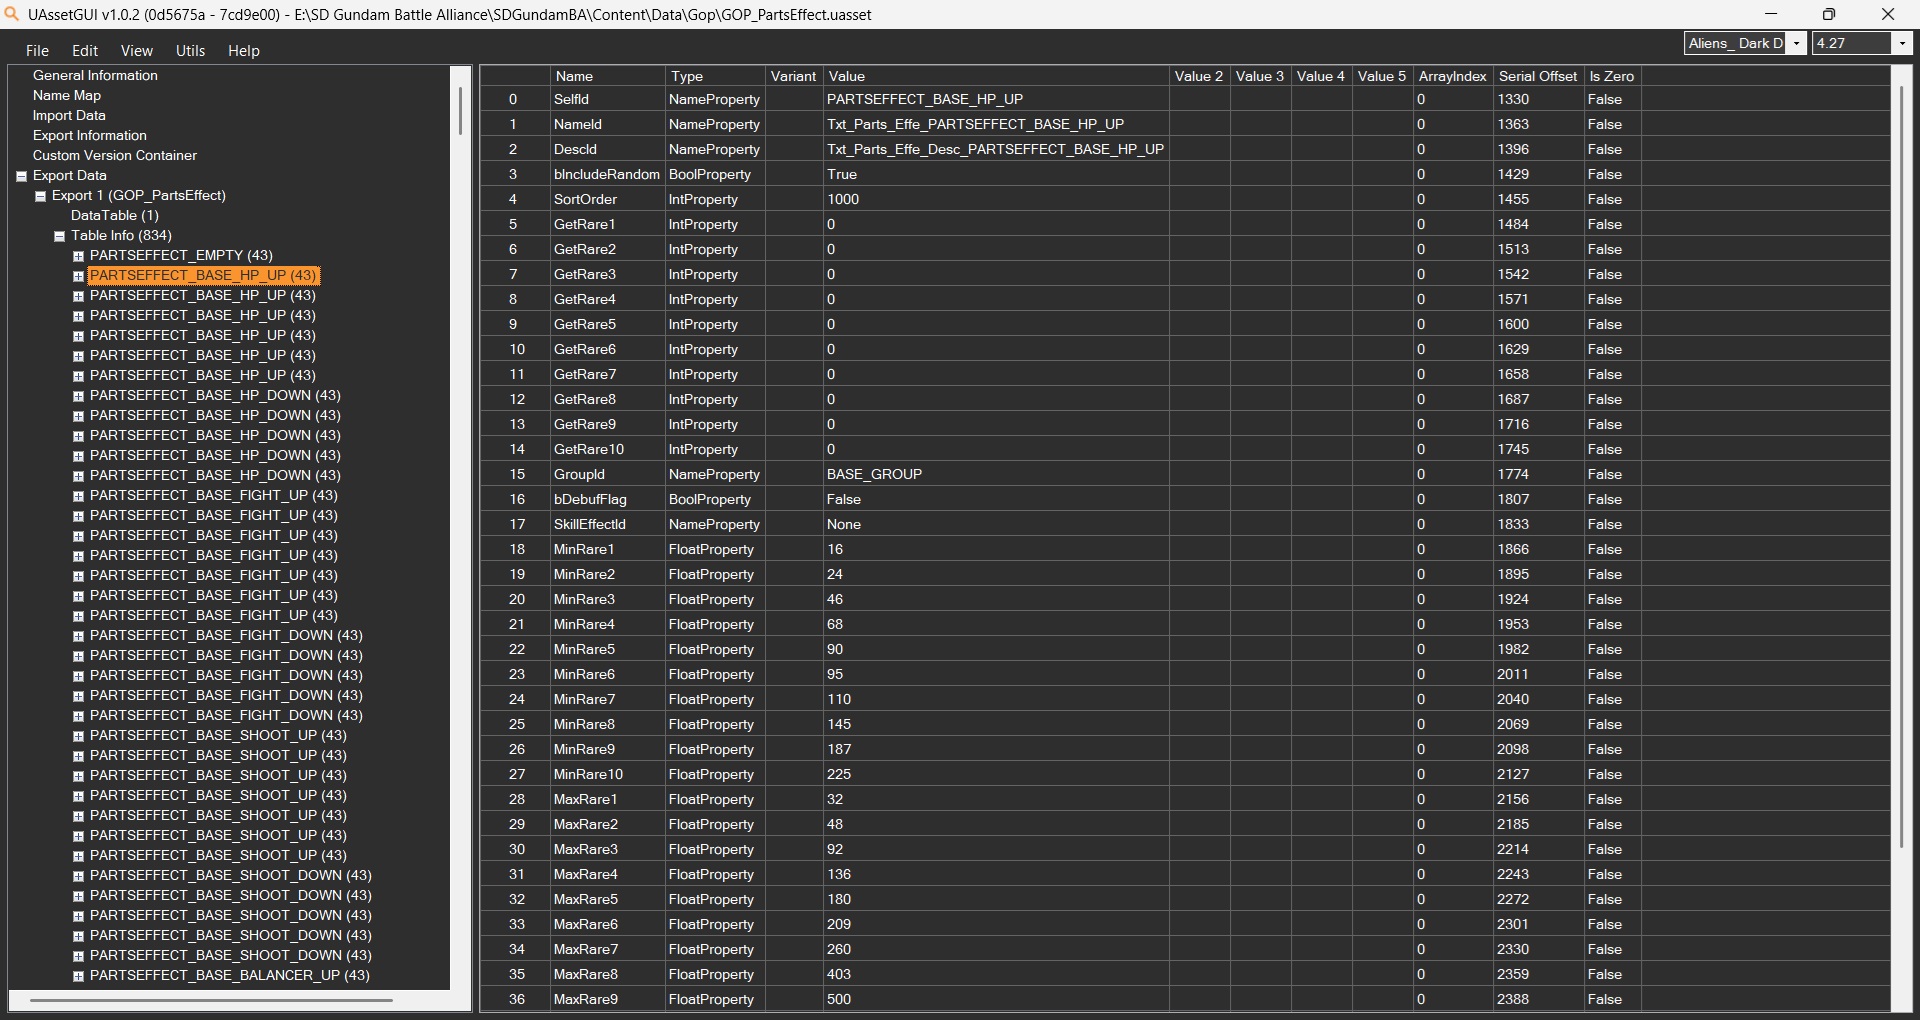 UAssetGUI v1.0.2 (0d5675a - 7cd9e00) - E:\SD Gundam Battle Alliance\SDGundamBA\Content\Data\Gop\GOP_PartsEffect.uasset
File Edit View Utils Help
Aliens_ Dark D 4.27
General Information
Name Map
Import Data
Export Information
Custom Version Container
Export Data
Export 1 (GOP_PartsEffect)
DataTable (1)
Table Info (834)
PARTSEFFECT_EMPTY (43)
PARTSEFFECT_BASE_HP_UP (43)
PARTSEFFECT_BASE_HP_UP (43)
PARTSEFFECT_BASE_HP_UP (43)
PARTSEFFECT_BASE_HP_UP (43)
PARTSEFFECT_BASE_HP_UP (43)
PARTSEFFECT_BASE_HP_UP (43)
PARTSEFFECT_BASE_HP_DOWN (43)
PARTSEFFECT_BASE_HP_DOWN (43)
PARTSEFFECT_BASE_HP_DOWN (43)
PARTSEFFECT_BASE_HP_DOWN (43)
PARTSEFFECT_BASE_HP_DOWN (43)
PARTSEFFECT_BASE_FIGHT_UP (43)
PARTSEFFECT_BASE_FIGHT_UP (43)
PARTSEFFECT_BASE_FIGHT_UP (43)
PARTSEFFECT_BASE_FIGHT_UP (43)
PARTSEFFECT_BASE_FIGHT_UP (43)
PARTSEFFECT_BASE_FIGHT_UP (43)
PARTSEFFECT_BASE_FIGHT_UP (43)
PARTSEFFECT_BASE_FIGHT_DOWN (43)
PARTSEFFECT_BASE_FIGHT_DOWN (43)
PARTSEFFECT_BASE_FIGHT_DOWN (43)
PARTSEFFECT_BASE_FIGHT_DOWN (43)
PARTSEFFECT_BASE_FIGHT_DOWN (43)
PARTSEFFECT_BASE_SHOOT_UP (43)
PARTSEFFECT_BASE_SHOOT_UP (43)
PARTSEFFECT_BASE_SHOOT_UP (43)
PARTSEFFECT_BASE_SHOOT_UP (43)
PARTSEFFECT_BASE_SHOOT_UP (43)
PARTSEFFECT_BASE_SHOOT_UP (43)
PARTSEFFECT_BASE_SHOOT_UP (43)
PARTSEFFECT_BASE_SHOOT_DOWN (43)
PARTSEFFECT_BASE_SHOOT_DOWN (43)
PARTSEFFECT_BASE_SHOOT_DOWN (43)
PARTSEFFECT_BASE_SHOOT_DOWN (43)
PARTSEFFECT_BASE_SHOOT_DOWN (43)
PARTSEFFECT_BASE_BALANCER_UP (43)
Name Type Variant Value Value 2 Value 3 Value 4 Value 5 ArrayIndex Serial Offset Is Zero
0 SelfId NameProperty PARTSEFFECT_BASE_HP_UP 0 1330 False
1 NameId NameProperty Txt_Parts_Effe_PARTSEFFECT_BASE_HP_UP 0 1363 False
2 DescId NameProperty Txt_Parts_Effe_Desc_PARTSEFFECT_BASE_HP_UP 0 1396 False
3 bIncludeRandom BoolProperty True 0 1429 False
4 SortOrder IntProperty 1000 0 1455 False
5 GetRare1 IntProperty 0 0 1484 False
6 GetRare2 IntProperty 0 0 1513 False
7 GetRare3 IntProperty 0 0 1542 False
8 GetRare4 IntProperty 0 0 1571 False
9 GetRare5 IntProperty 0 0 1600 False
10 GetRare6 IntProperty 0 0 1629 False
11 GetRare7 IntProperty 0 0 1658 False
12 GetRare8 IntProperty 0 0 1687 False
13 GetRare9 IntProperty 0 0 1716 False
14 GetRare10 IntProperty 0 0 1745 False
15 GroupId NameProperty BASE_GROUP 0 1774 False
16 bDebufFlag BoolProperty False 0 1807 False
17 SkillEffectId NameProperty None 0 1833 False
18 MinRare1 FloatProperty 16 0 1866 False
19 MinRare2 FloatProperty 24 0 1895 False
20 MinRare3 FloatProperty 46 0 1924 False
21 MinRare4 FloatProperty 68 0 1953 False
22 MinRare5 FloatProperty 90 0 1982 False
23 MinRare6 FloatProperty 95 0 2011 False
24 MinRare7 FloatProperty 110 0 2040 False
25 MinRare8 FloatProperty 145 0 2069 False
26 MinRare9 FloatProperty 187 0 2098 False
27 MinRare10 FloatProperty 225 0 2127 False
28 MaxRare1 FloatProperty 32 0 2156 False
29 MaxRare2 FloatProperty 48 0 2185 False
30 MaxRare3 FloatProperty 92 0 2214 False
31 MaxRare4 FloatProperty 136 0 2243 False
32 MaxRare5 FloatProperty 180 0 2272 False
33 MaxRare6 FloatProperty 209 0 2301 False
34 MaxRare7 FloatProperty 260 0 2330 False
35 MaxRare8 FloatProperty 403 0 2359 False
36 MaxRare9 FloatProperty 500 0 2388 False